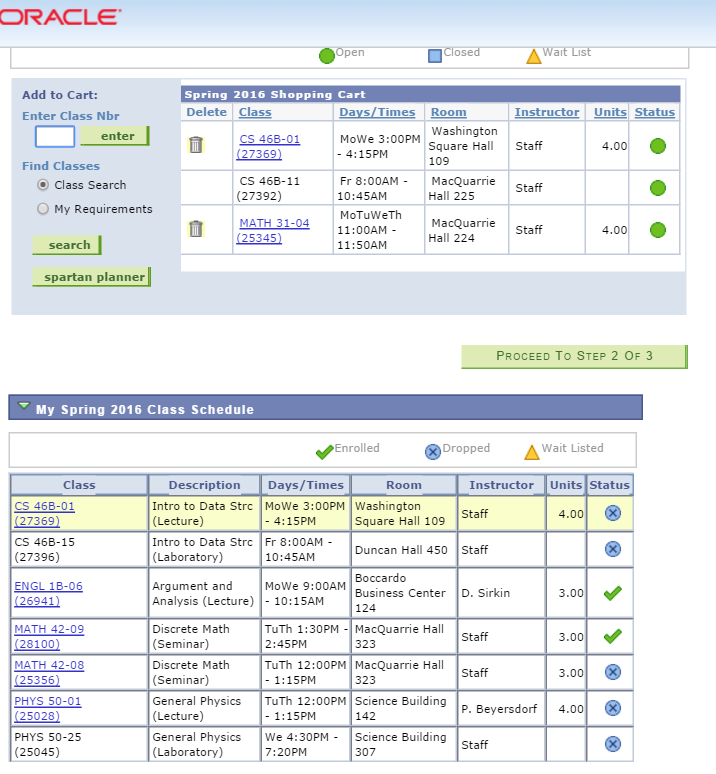 ORACLE
Open Closed Wait List
Add to Cart:
Enter Class Nbr
enter
Find Classes
Class Search
My Requirements
search
spartan planner
Spring 2016 Shopping Cart
Delete Class Days/Times Room Instructor Units Status
CS 46B-01
(27369)
MoWe 3:00PM
- 4:15PM
Washington
Square Hall
109
Staff
4.00
CS 46B-11
(27392)
Fr 8:00AM -
10:45AM
MacQuarrie
Hall 225
Staff
MATH 31-04
(25345)
MoTuWeTh
11:00AM -
11:50AM
MacQuarrie
Hall 224
Staff
4.00
PROCEED TO STEP 2 OF 3
My Spring 2016 Class Schedule
Enrolled Dropped Wait Listed
Class Description Days/Times Room Instructor Units Status
CS 46B-01
(27369)
Intro to Data Strc
(Lecture)
MoWe 3:00PM
- 4:15PM
Washington
Square Hall 109
Staff
4.00
CS 46B-15
(27396)
Intro to Data Strc
(Laboratory)
Fr 8:00AM -
10:45AM
Duncan Hall 450
Staff
ENGL 1B-06
(26941)
Argument and
Analysis (Lecture)
MoWe 9:00AM
- 10:15AM
Boccardo
Business Center
124
D. Sirkin
3.00
MATH 42-09
(28100)
Discrete Math
(Seminar)
TuTh 1:30PM -
2:45PM
MacQuarrie Hall
323
Staff
3.00
MATH 42-08
(25356)
Discrete Math
(Seminar)
TuTh 12:00PM
- 1:15PM
MacQuarrie Hall
323
Staff
3.00
PHYS 50-01
(25028)
General Physics
(Lecture)
TuTh 12:00PM
- 1:15PM
Science Building
142
P. Beyersdorf
4.00
PHYS 50-25
(25045)
General Physics
(Laboratory)
We 4:30PM -
7:20PM
Science Building
307
Staff